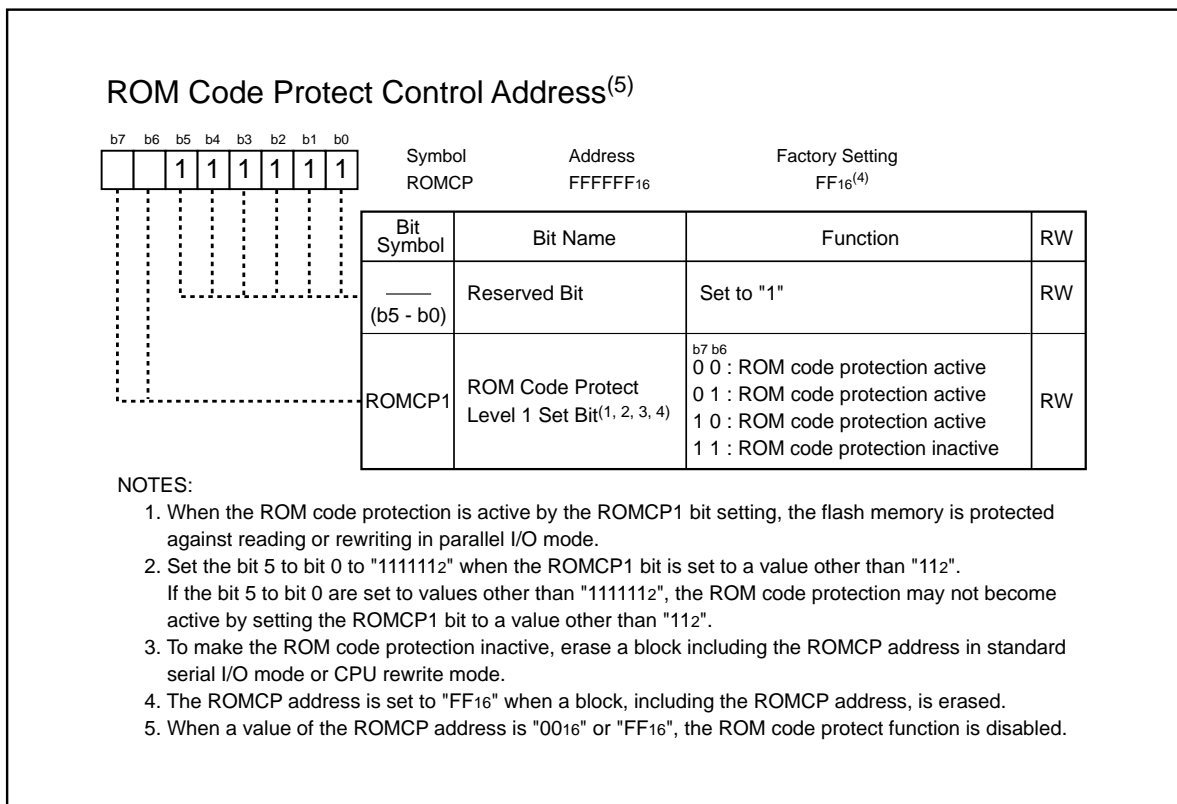 ROM Code Protect Control Address(5)
b7 b6 b5 b4 b3 b2 b1 b0
1 1 1 1 1 1
Symbol Address Factory Setting
ROMCP FFFFFF16 FF16(4)
Bit Symbol Bit Name Function RW
(b5 - b0) Reserved Bit Set to "1" RW
ROMCP1 ROM Code Protect Level 1 Set Bit(1, 2, 3, 4) RW
b7 b6
0 0 : ROM code protection active
0 1 : ROM code protection active
1 0 : ROM code protection active
1 1 : ROM code protection inactive
NOTES:
1. When the ROM code protection is active by the ROMCP1 bit setting, the flash memory is protected
against reading or rewriting in parallel I/O mode.
2. Set the bit 5 to bit 0 to "1111112" when the ROMCP1 bit is set to a value other than "112".
If the bit 5 to bit 0 are set to values other than "1111112", the ROM code protection may not become
active by setting the ROMCP1 bit to a value other than "112".
3. To make the ROM code protection inactive, erase a block including the ROMCP address in standard
serial I/O mode or CPU rewrite mode.
4. The ROMCP address is set to "FF16" when a block, including the ROMCP address, is erased.
5. When a value of the ROMCP address is "0016" or "FF16", the ROM code protect function is disabled.